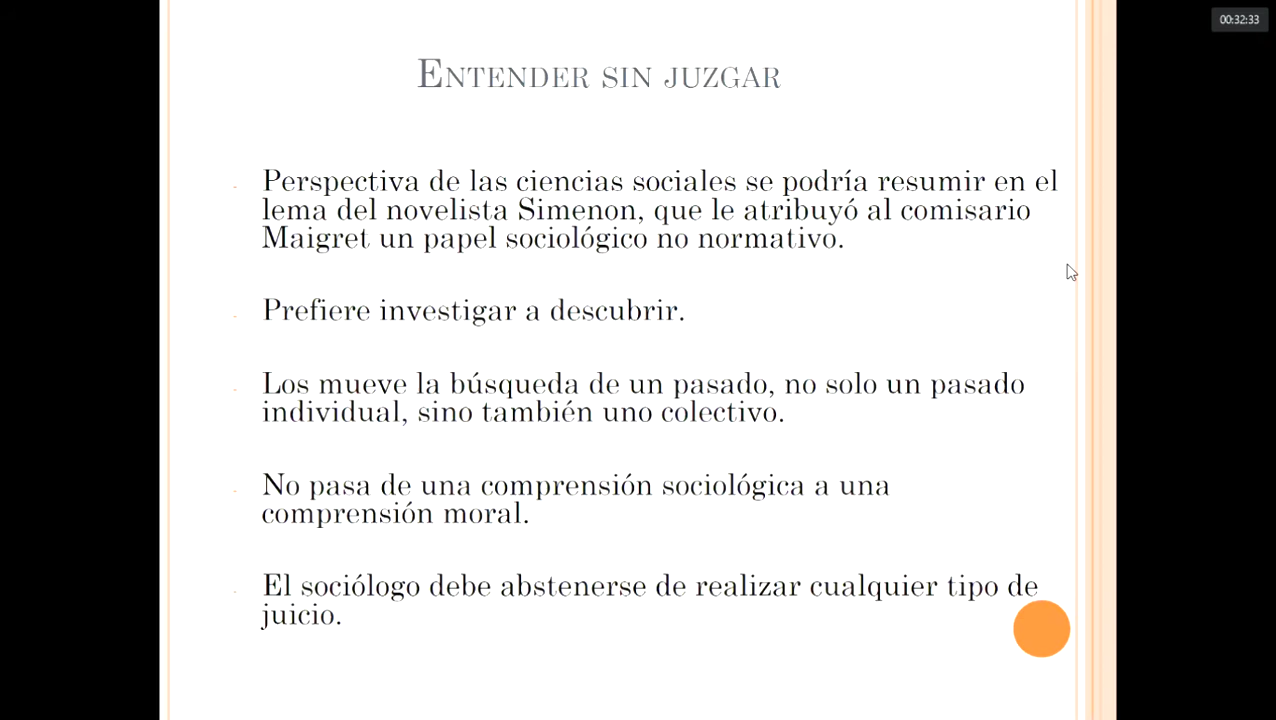 00:32:33
ENTENDER SIN JUZGAR
- Perspectiva de las ciencias sociales se podría resumir en el
lema del novelista Simenon, que le atribuyó al comisario
Maigret un papel sociológico no normativo.
- Prefiere investigar a descubrir.
- Los mueve la búsqueda de un pasado, no solo un pasado
individual, sino también uno colectivo.
- No pasa de una comprensión sociológica a una
comprensión moral.
- El sociólogo debe abstenerse de realizar cualquier tipo de
juicio.